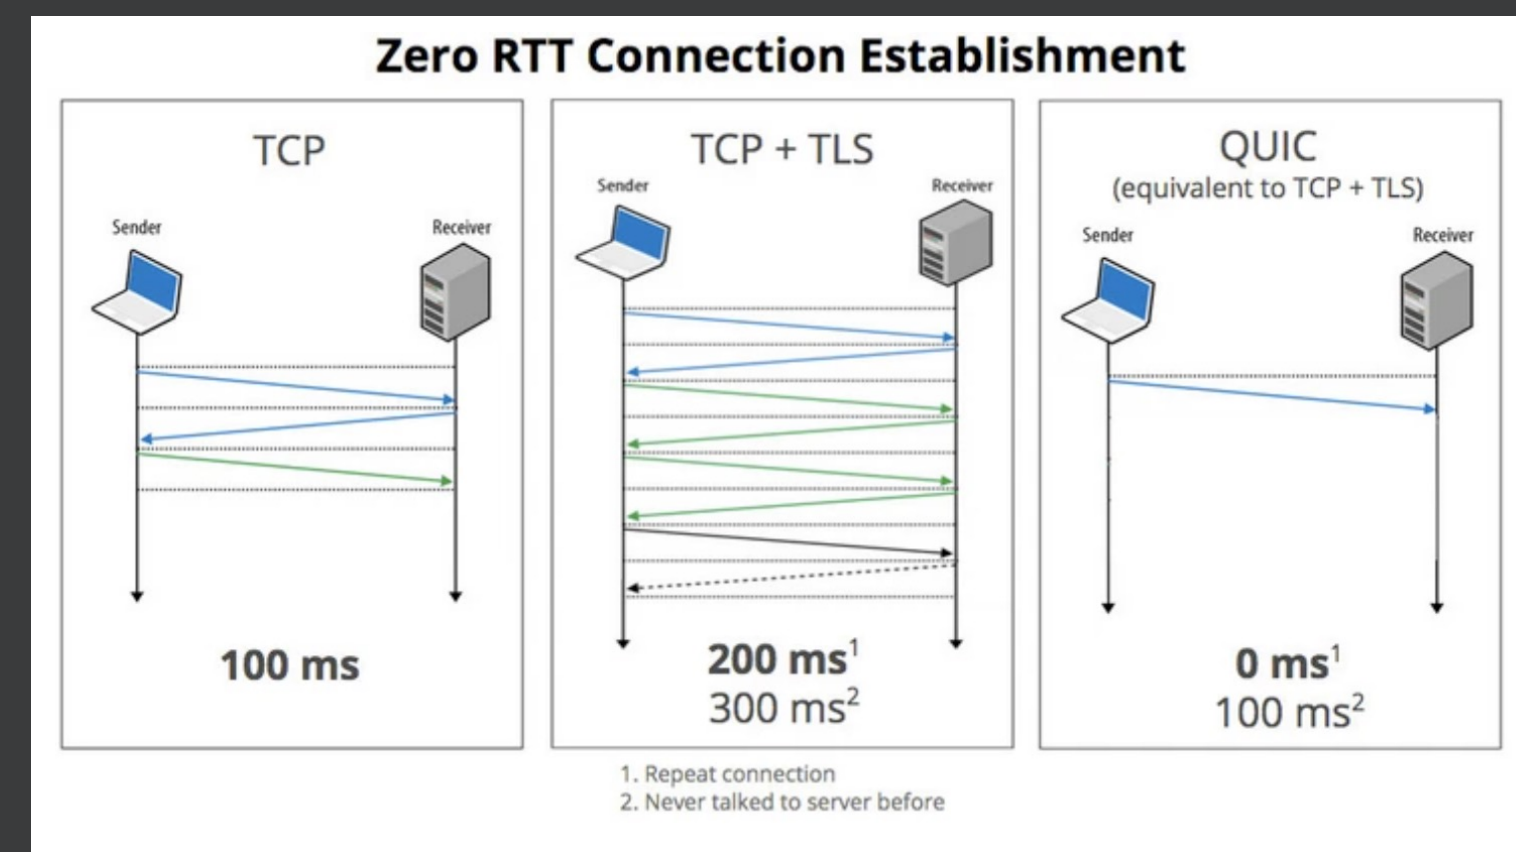 Zero RTT Connection Establishment
TCP
Sender
Receiver
100 ms
TCP + TLS
Sender
Receiver
200 ms¹
300 ms²
QUIC
(equivalent to TCP + TLS)
Sender
Receiver
0 ms¹
100 ms²
1. Repeat connection
2. Never talked to server before